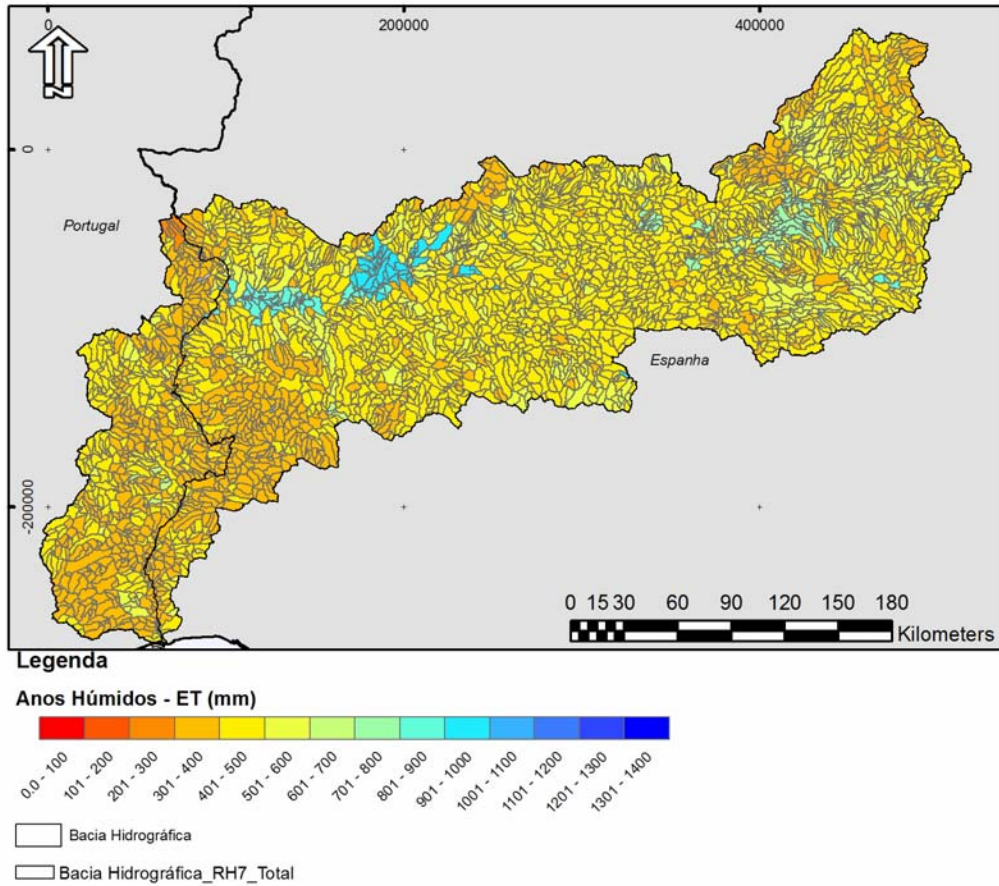 0
200000
400000
N
0
Portugal
Espanha
-200000
0 15 30 60 90 120 150 180
Kilometers
Legenda
Anos Húmidos - ET (mm)
0.0 - 100
101 - 200
201 - 300
301 - 400
401 - 500
501 - 600
601 - 700
701 - 800
801 - 900
901 - 1000
1001 - 1100
1101 - 1200
1201 - 1300
1301 - 1400
Bacia Hidrográfica
Bacia Hidrográfica_RH7_Total